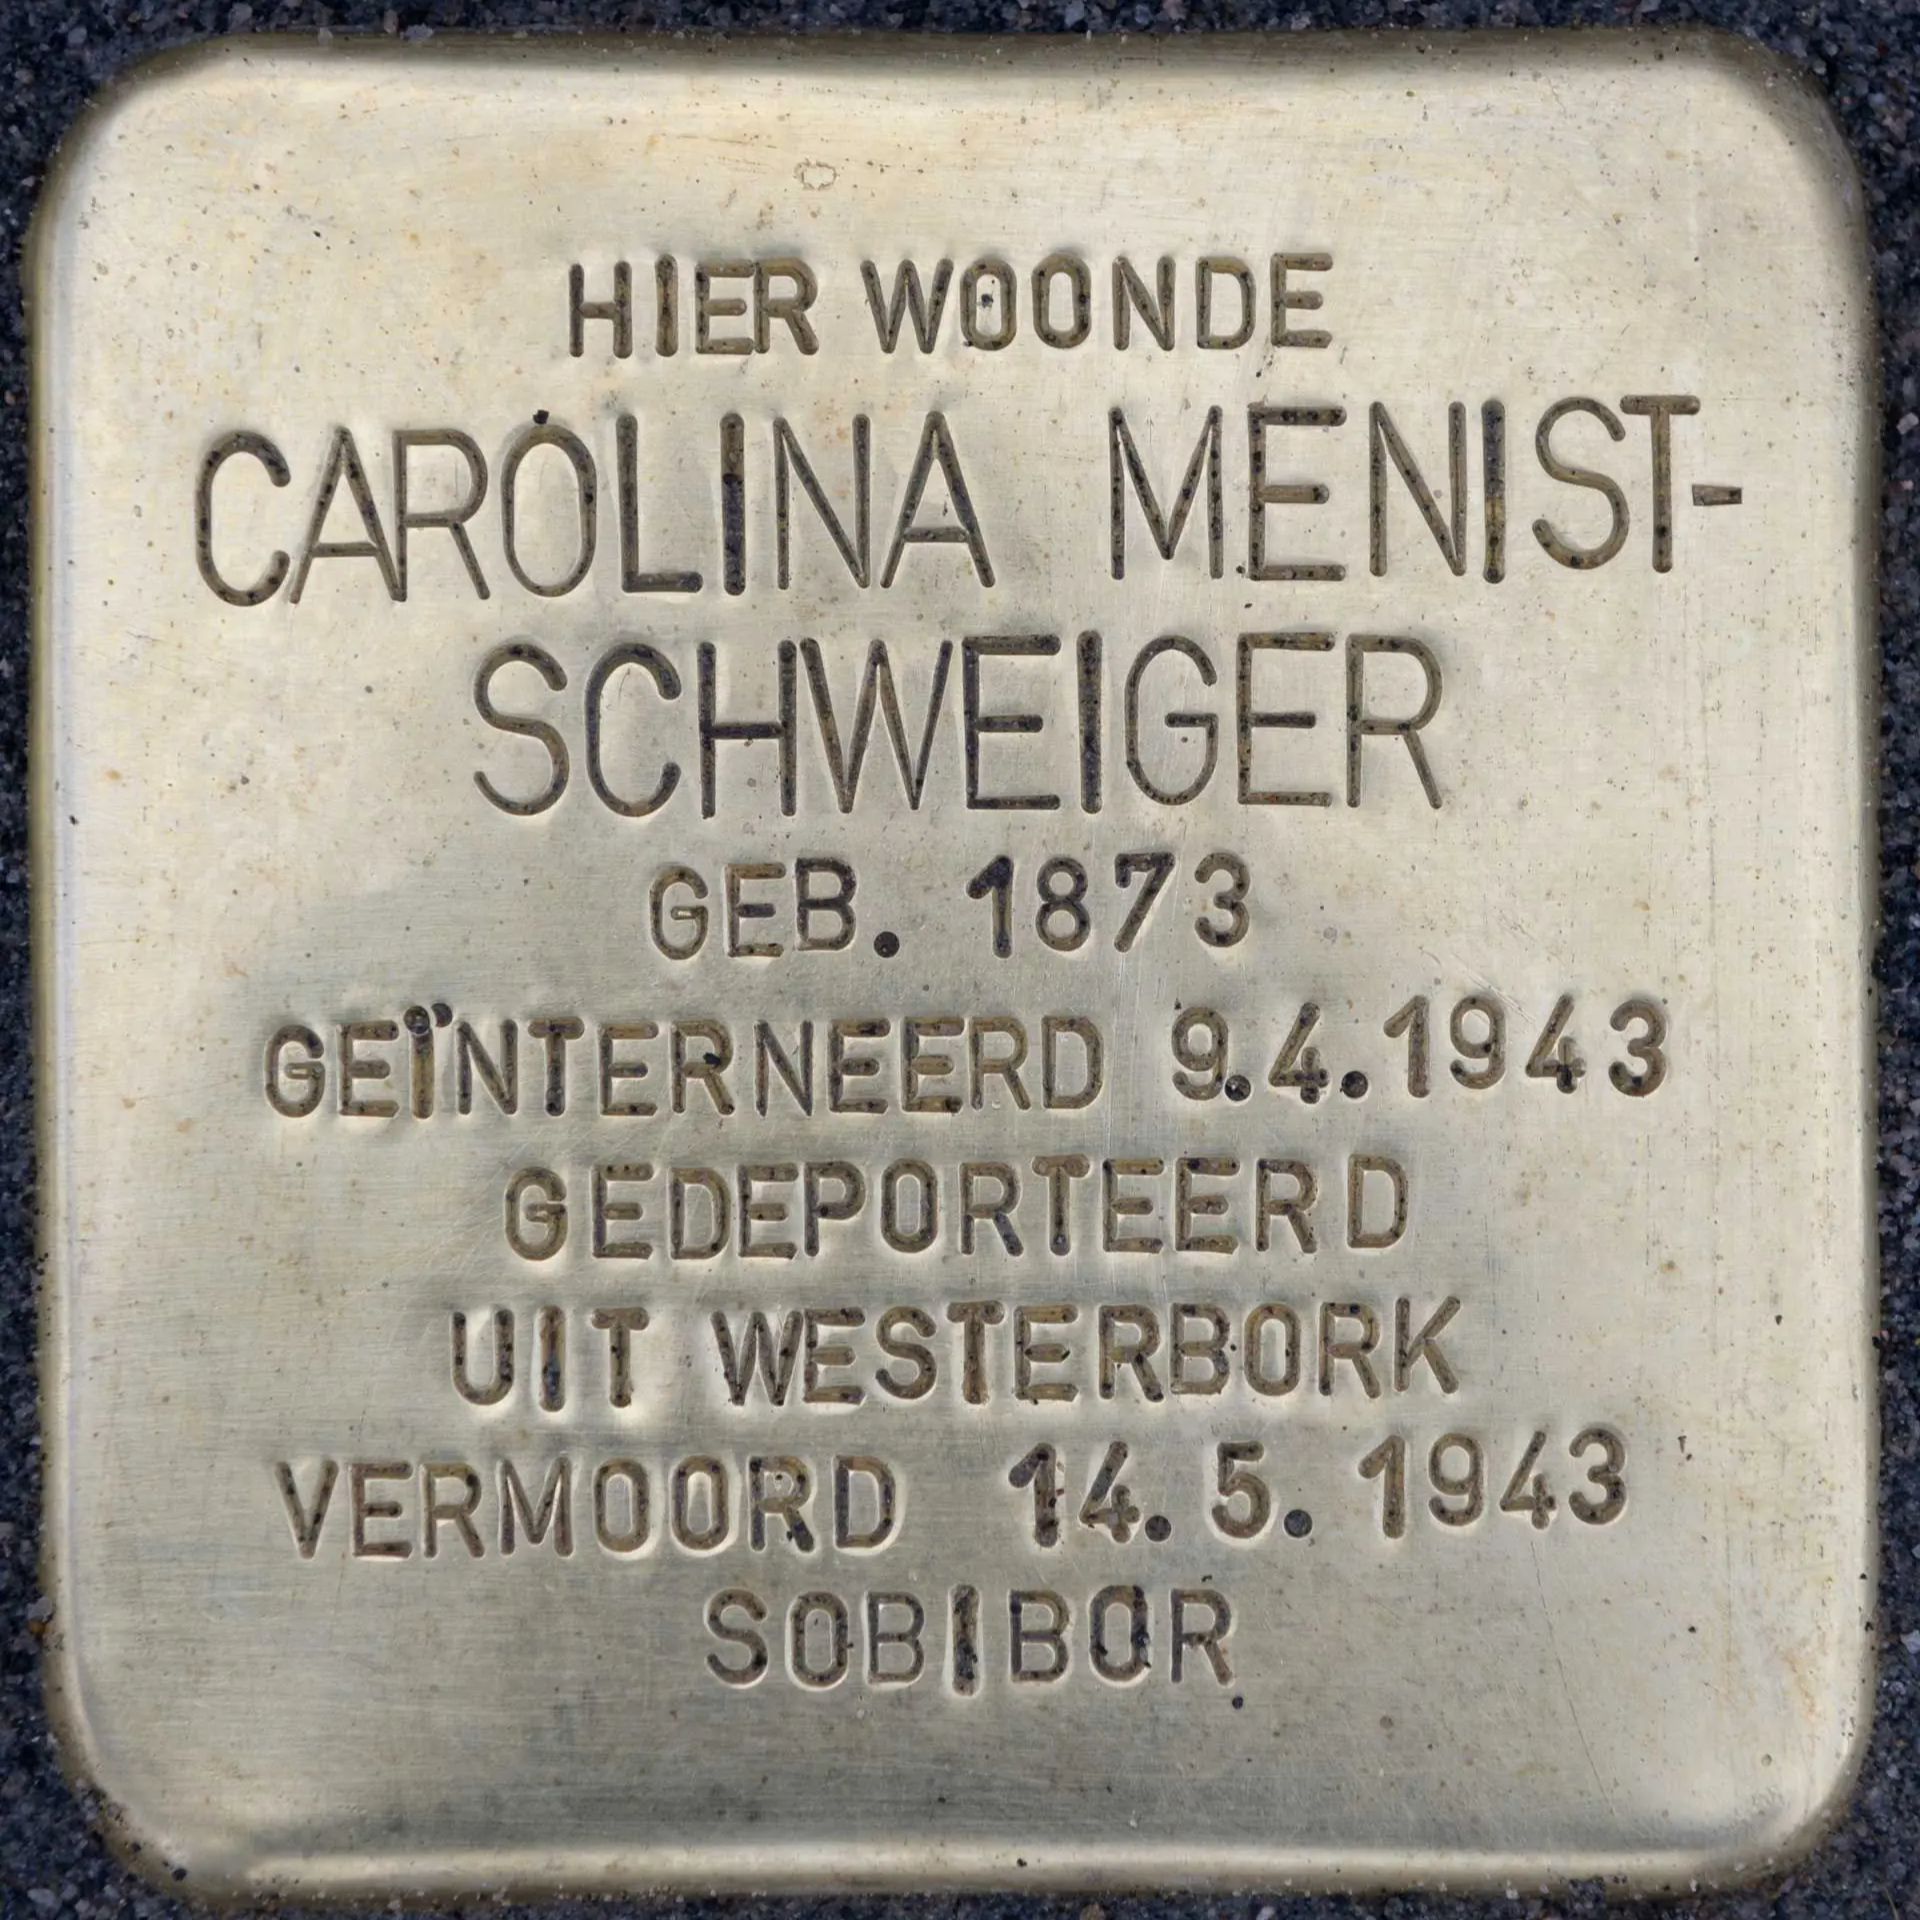 HIER WOONDE
CAROLINA MENIST-
SCHWEIGER
GEB. 1873
GEÏNTERNEERD 9.4.1943
GEDEPORTEERD
UIT WESTERBORK
VERMOORD 14.5.1943
SOBIBOR